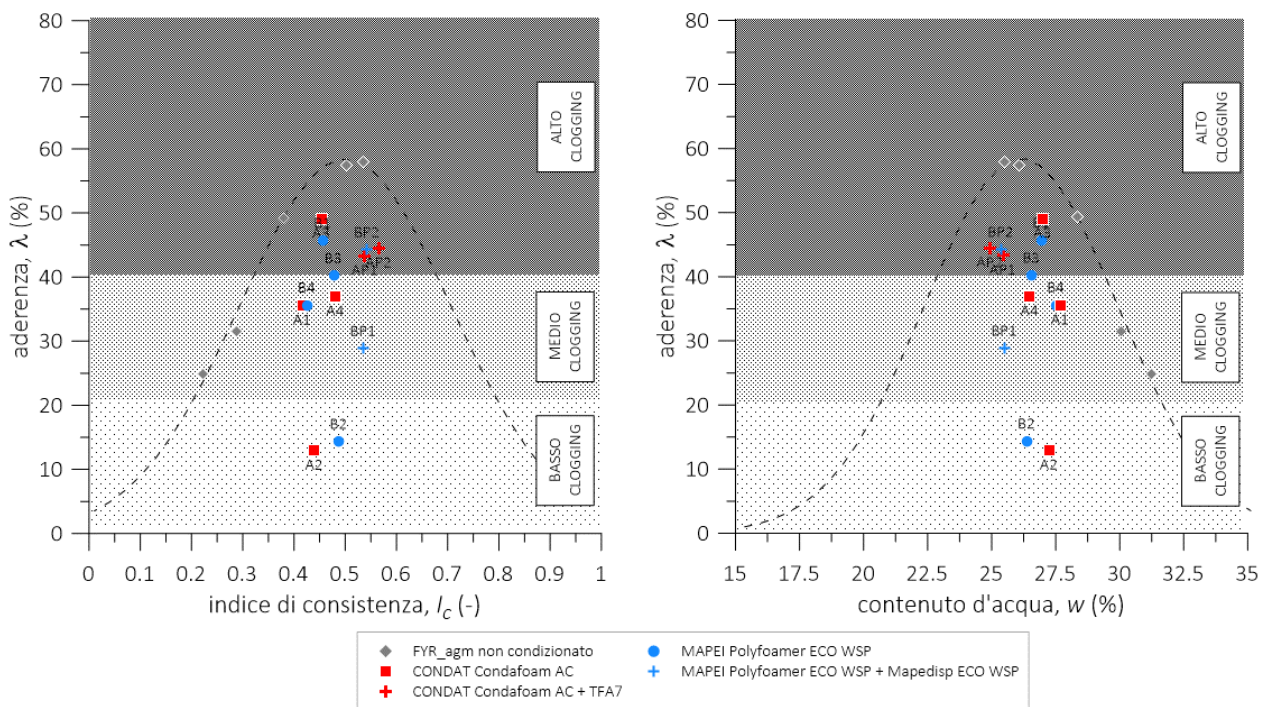 80
70
60
50
40
30
20
10
0
aderenza, λ (%)
ALTO
CLOGGING
MEDIO
CLOGGING
BASSO
CLOGGING
A3
BP2
B3
AP1
AP2
B4
A1
A4
BP1
B2
A2
0 0.1 0.2 0.3 0.4 0.5 0.6 0.7 0.8 0.9 1
indice di consistenza, Ic (-)
80
70
60
50
40
30
20
10
0
aderenza, λ (%)
ALTO
CLOGGING
MEDIO
CLOGGING
BASSO
CLOGGING
A3
BP2
B3
AP1
B4
A4
A1
BP1
B2
A2
15 17.5 20 22.5 25 27.5 30 32.5 35
contenuto d'acqua, w (%)
FYR_agm non condizionato
CONDAT Condafoam AC
CONDAT Condafoam AC + TFA7
MAPEI Polyfoamer ECO WSP
MAPEI Polyfoamer ECO WSP + Mapedisp ECO WSP